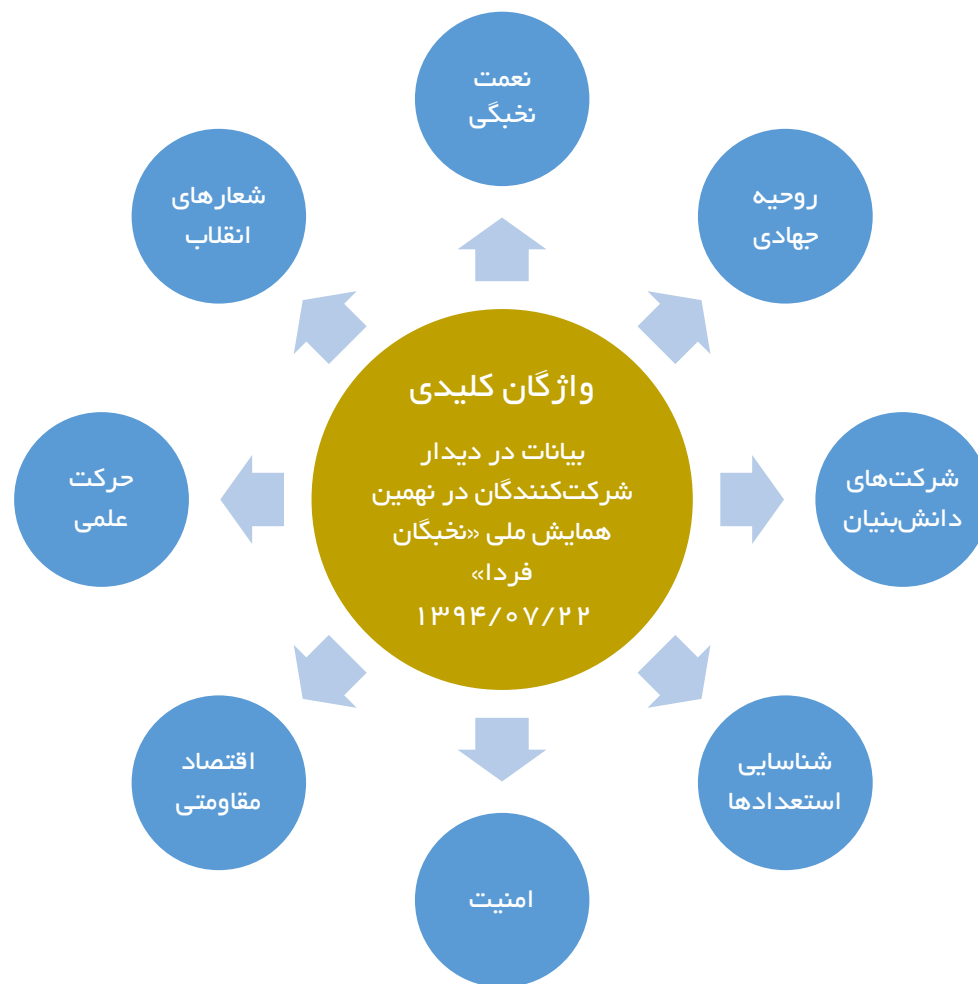 واژگان کلیدی
بیانات در دیدار
شرکت‌کنندگان در نهمین
همایش ملی «نخبگان
فردا»
۱۳۹۴/۰۷/۲۲
نعمت
نخبگی
روحیه
جهادی
شرکت‌های
دانش‌بنیان
شناسایی
استعدادها
امنیت
اقتصاد
مقاومتی
حرکت
علمی
شعارهای
انقلاب